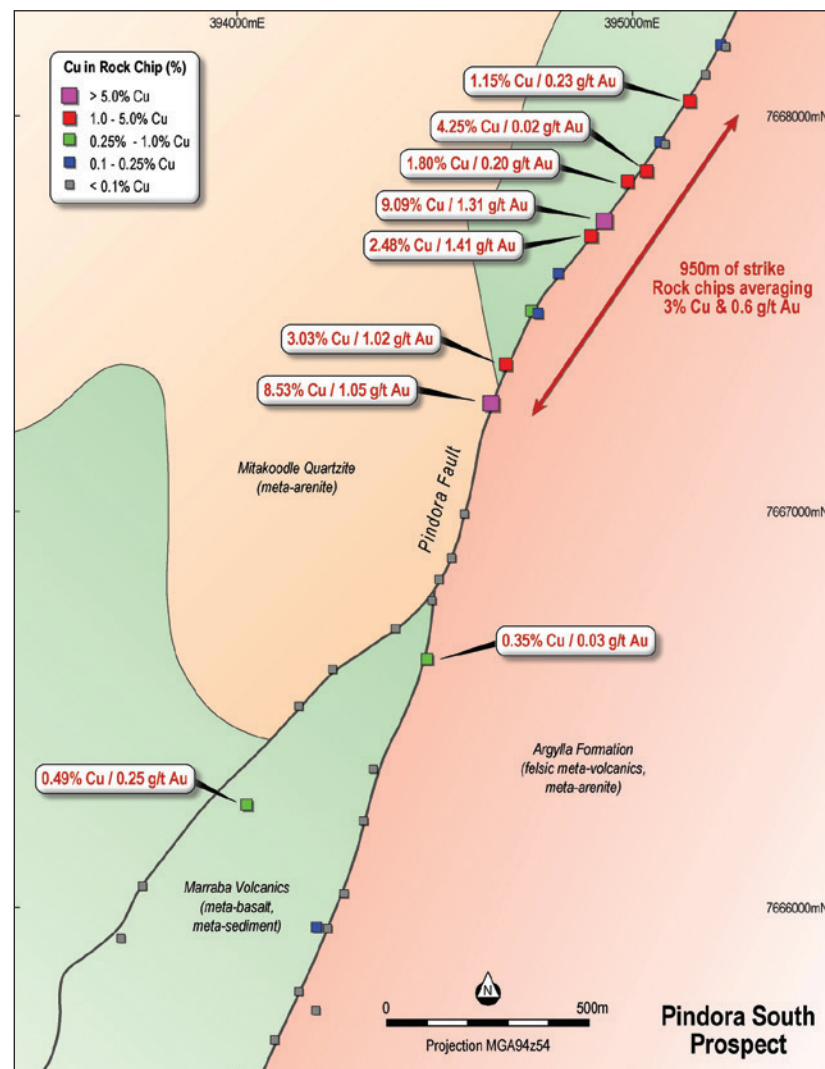 394000mE
395000mE
Cu in Rock Chip (%)
> 5.0% Cu
1.0 - 5.0% Cu
0.25% - 1.0% Cu
0.1 - 0.25% Cu
< 0.1% Cu
1.15% Cu / 0.23 g/t Au
7668000mN
4.25% Cu / 0.02 g/t Au
1.80% Cu / 0.20 g/t Au
9.09% Cu / 1.31 g/t Au
2.48% Cu / 1.41 g/t Au
950m of strike
Rock chips averaging
3% Cu & 0.6 g/t Au
3.03% Cu / 1.02 g/t Au
8.53% Cu / 1.05 g/t Au
Mitakoodle Quartzite
(meta-arenite)
Pindora Fault
7667000mN
0.35% Cu / 0.03 g/t Au
Argylla Formation
(felsic meta-volcanics,
meta-arenite)
0.49% Cu / 0.25 g/t Au
Marraba Volcanics
(meta-basalt,
meta-sediment)
7666000mN
N
0
500m
Projection MGA94z54
Pindora South
Prospect